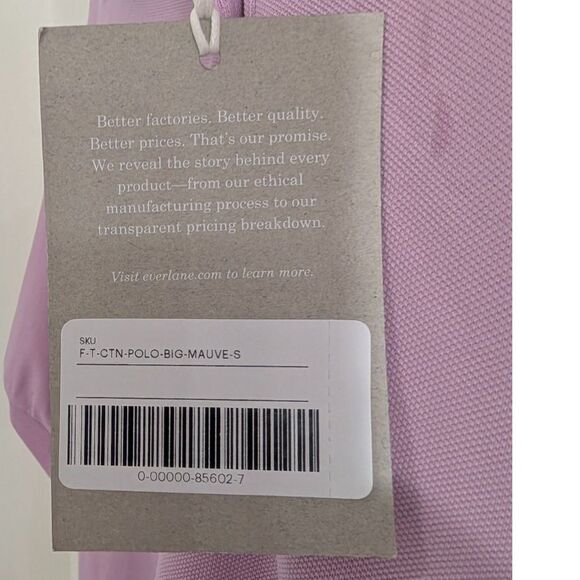 Better factories. Better quality.
Better prices. That's our promise.
We reveal the story behind every
product—from our ethical
manufacturing process to our
transparent pricing breakdown.
Visit everlane.com to learn more.
SKU
F-T-CTN-POLO-BIG-MAUVE-S
0-00000-85602-7